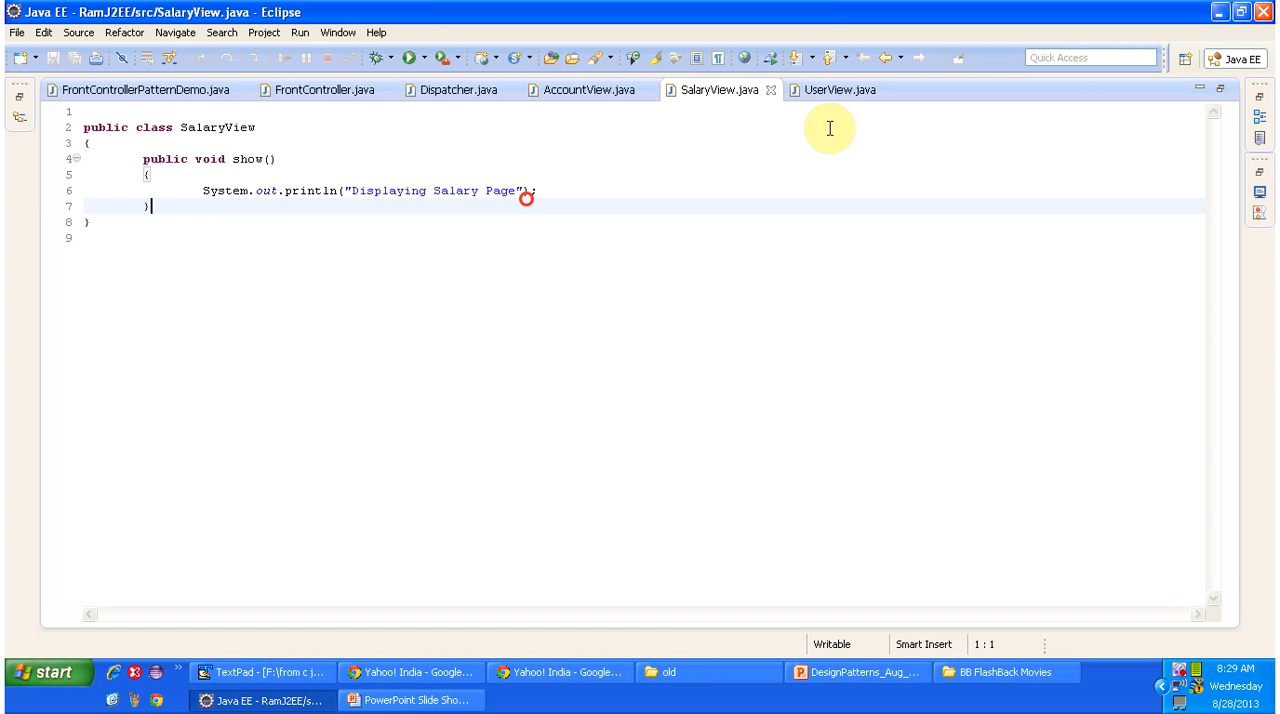 Java EE - RamJ2EE/src/SalaryView.java - Eclipse
File Edit Source Refactor Navigate Search Project Run Window Help
Quick Access
Java EE
FrontControllerPatternDemo.java FrontController.java Dispatcher.java AccountView.java SalaryView.java UserView.java
1
2 public class SalaryView
3 {
4 public void show()
5 {
6 System.out.println("Displaying Salary Page");
7 }
8 }
9
Writable Smart Insert 1 : 1
start TextPad - [F:\from c j... Yahoo! India - Google... Yahoo! India - Google... old DesignPatterns_Aug_... BB FlashBack Movies 8:29 AM
Wednesday
Java EE - RamJ2EE/s... PowerPoint Slide Sho... 8/28/2013